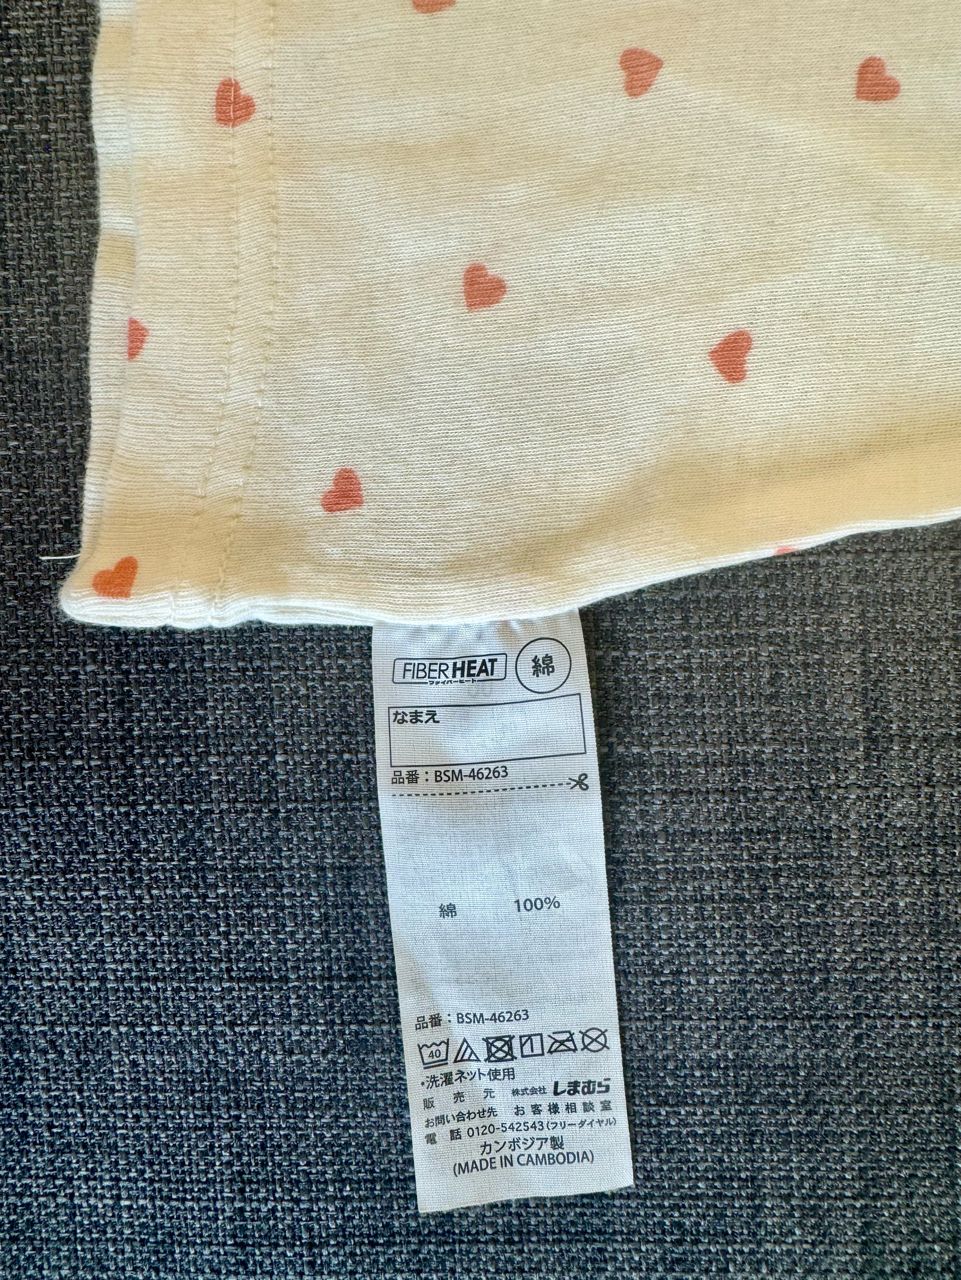 FIBERHEAT 綿
ファイバーヒート
なまえ
品番：BSM-46263
綿 100%
品番：BSM-46263
40
・洗濯ネット使用
販売元 株式会社 しまむら
お問い合わせ先 お客様相談室
電話 0120-542543(フリーダイヤル)
カンボジア製
(MADE IN CAMBODIA)